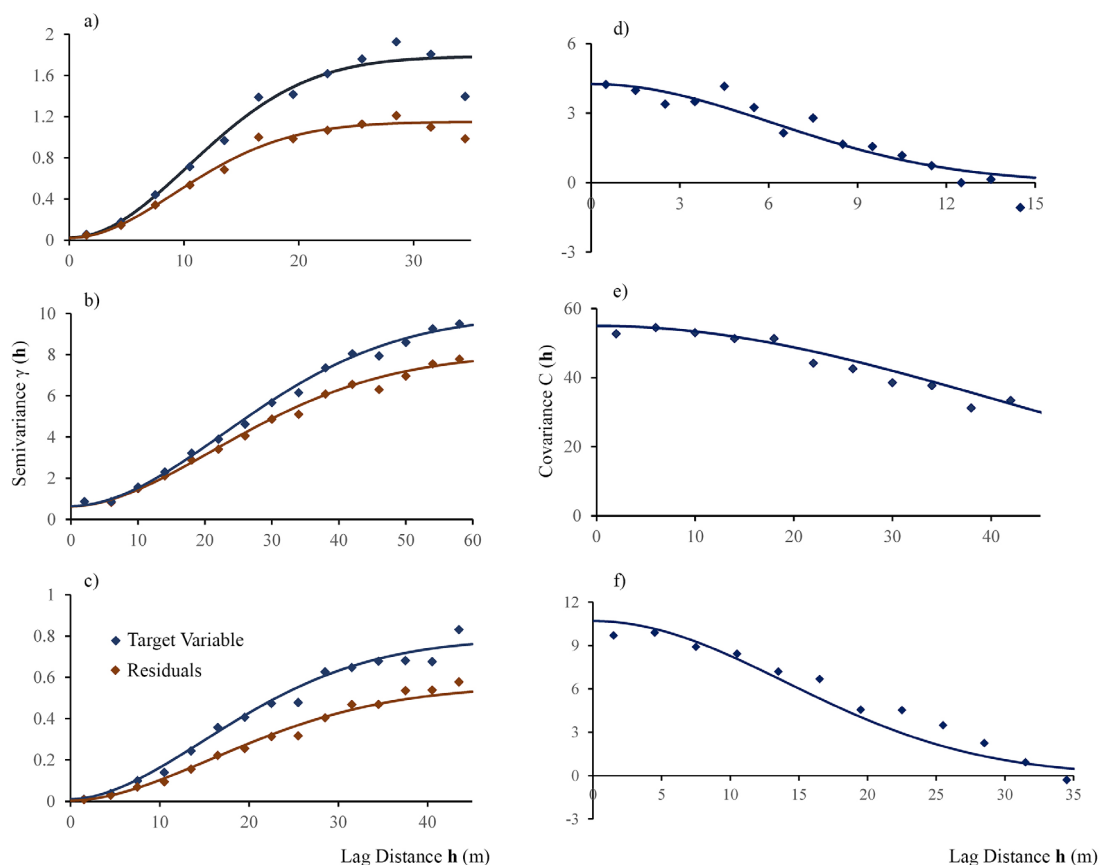 a)
2
1.6
1.2
0.8
0.4
0
0 10 20 30
b)
10
8
6
4
2
0
0 10 20 30 40 50 60
Semivariance γ (h)
c)
1
0.8
0.6
0.4
0.2
0
0 10 20 30 40
Target Variable
Residuals
Lag Distance h (m)
d)
6
3
0
-3
0 3 6 9 12 15
e)
60
40
20
0
0 10 20 30 40
Covariance C (h)
f)
12
9
6
3
0
-3
0 5 10 15 20 25 30 35
Lag Distance h (m)